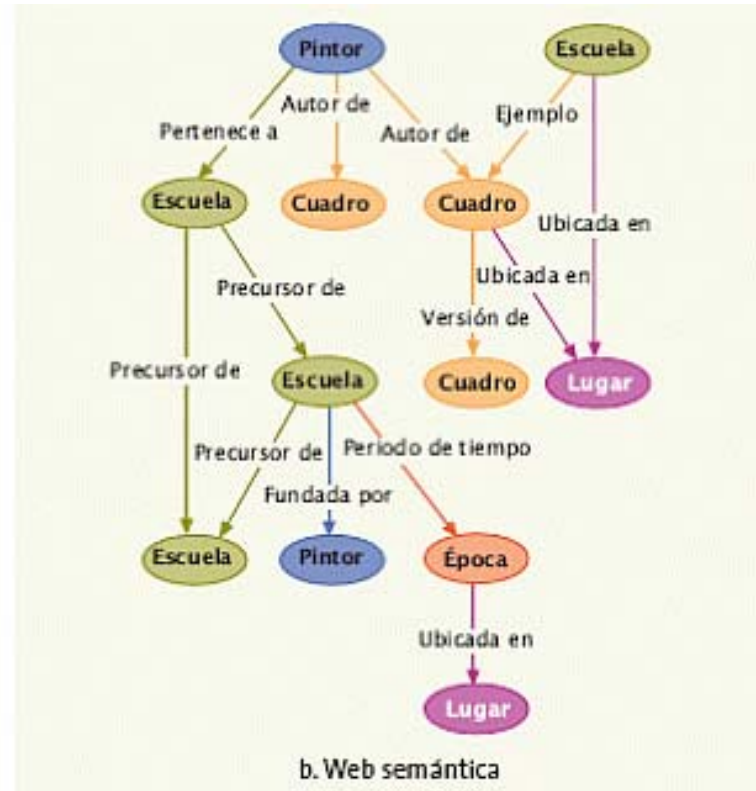 Pintor
Escuela
Autor de
Ejemplo
Pertenece a
Autor de
Escuela
Cuadro
Cuadro
Ubicada en
Ubicada en
Precursor de
Versión de
Precursor de
Escuela
Cuadro
Lugar
Precursor de
Periodo de tiempo
Fundada por
Escuela
Pintor
Época
Ubicada en
Lugar
b. Web semántica